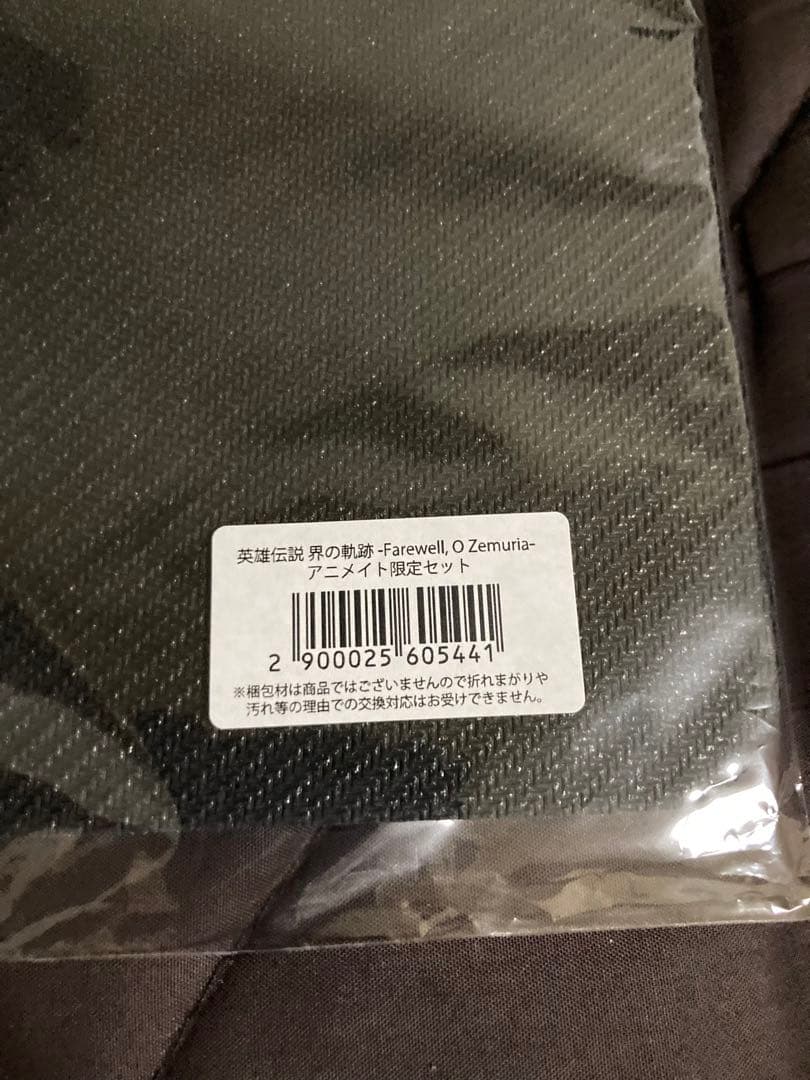 英雄伝説 界の軌跡 -Farewell, O Zemuria-
アニメイト限定セット
2 900025 605441
※梱包材は商品ではございませんので折れまがりや
汚れ等の理由での交換対応はお受けできません。